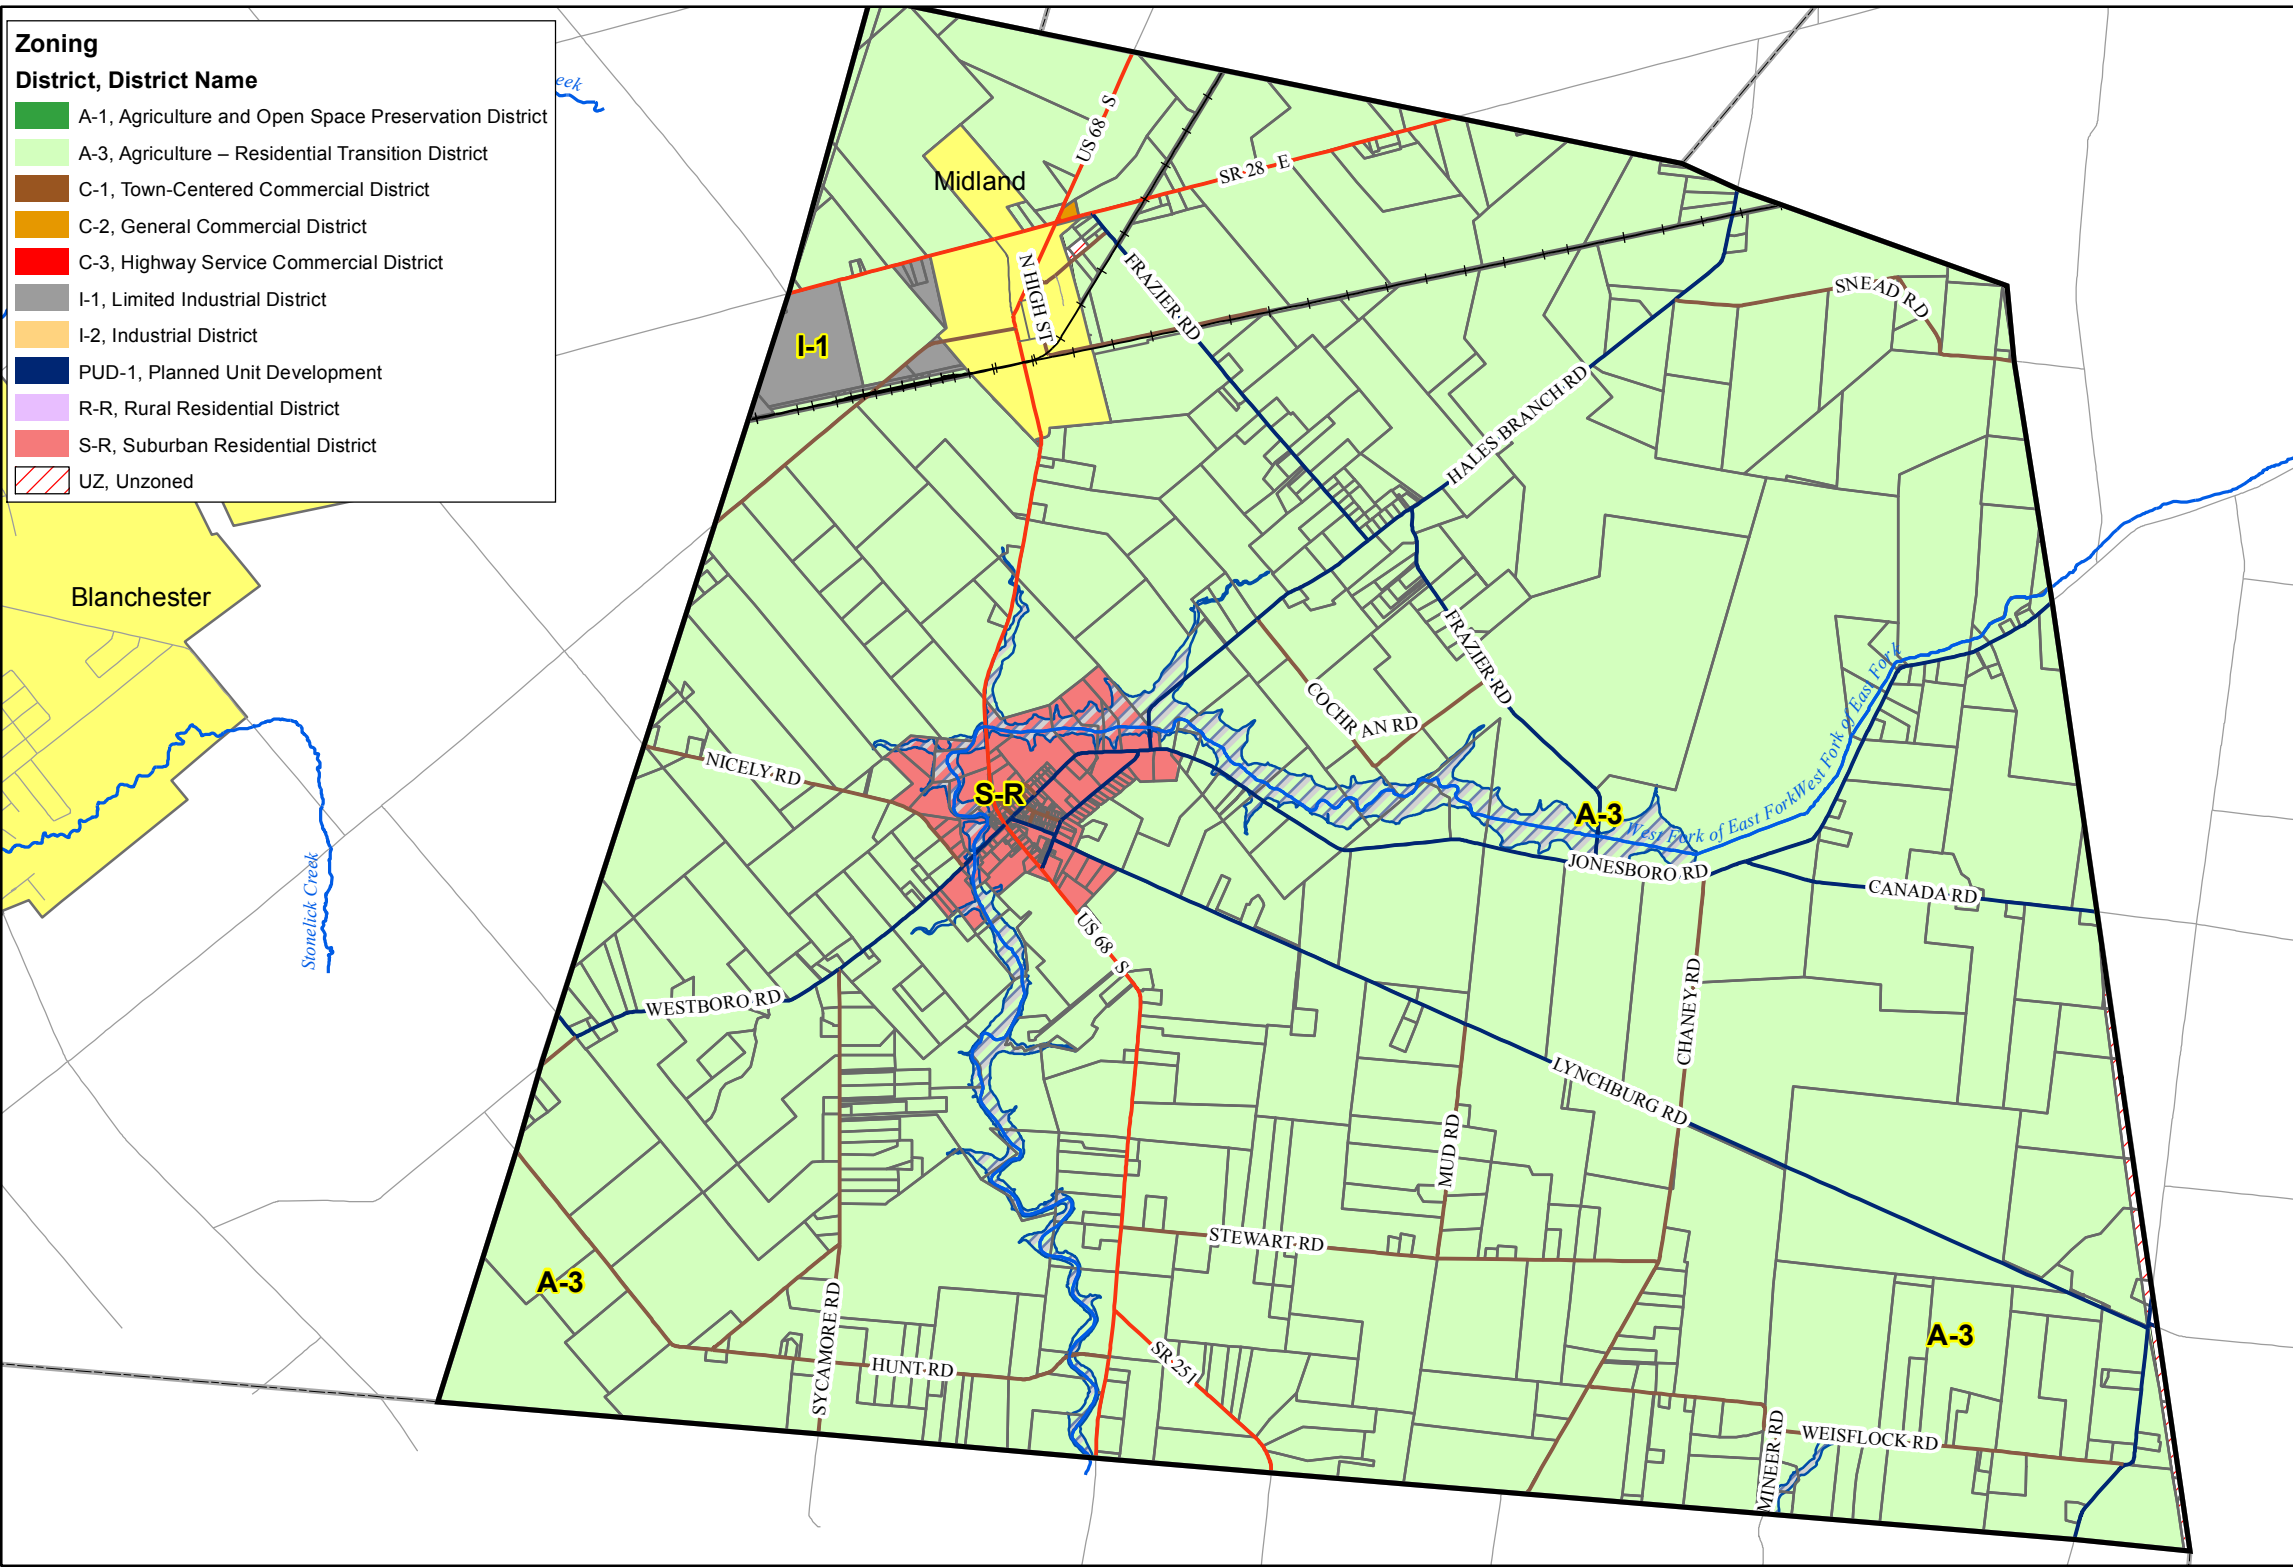 Zoning
District, District Name
A-1, Agriculture and Open Space Preservation District
A-3, Agriculture – Residential Transition District
C-1, Town-Centered Commercial District
C-2, General Commercial District
C-3, Highway Service Commercial District
I-1, Limited Industrial District
I-2, Industrial District
PUD-1, Planned Unit Development
R-R, Rural Residential District
S-R, Suburban Residential District
UZ, Unzoned
eek
US 68 S
Midland
SR 28 E
N HIGH ST
FRAZIER RD
SNEAD RD
I-1
HALES BRANCH RD
Blanchester
FRAZIER RD
COCHRAN RD
West Fork of East Fork
NICELY RD
S-R
A-3
West Fork of East Fork
JONESBORO RD
CANADA RD
Stonelick Creek
US 68 S
WESTBORO RD
CHANEY RD
LYNCHBURG RD
MUD RD
STEWART RD
A-3
A-3
SYCAMORE RD
HUNT RD
SR 251
MINEER RD
WEISFLOCK RD